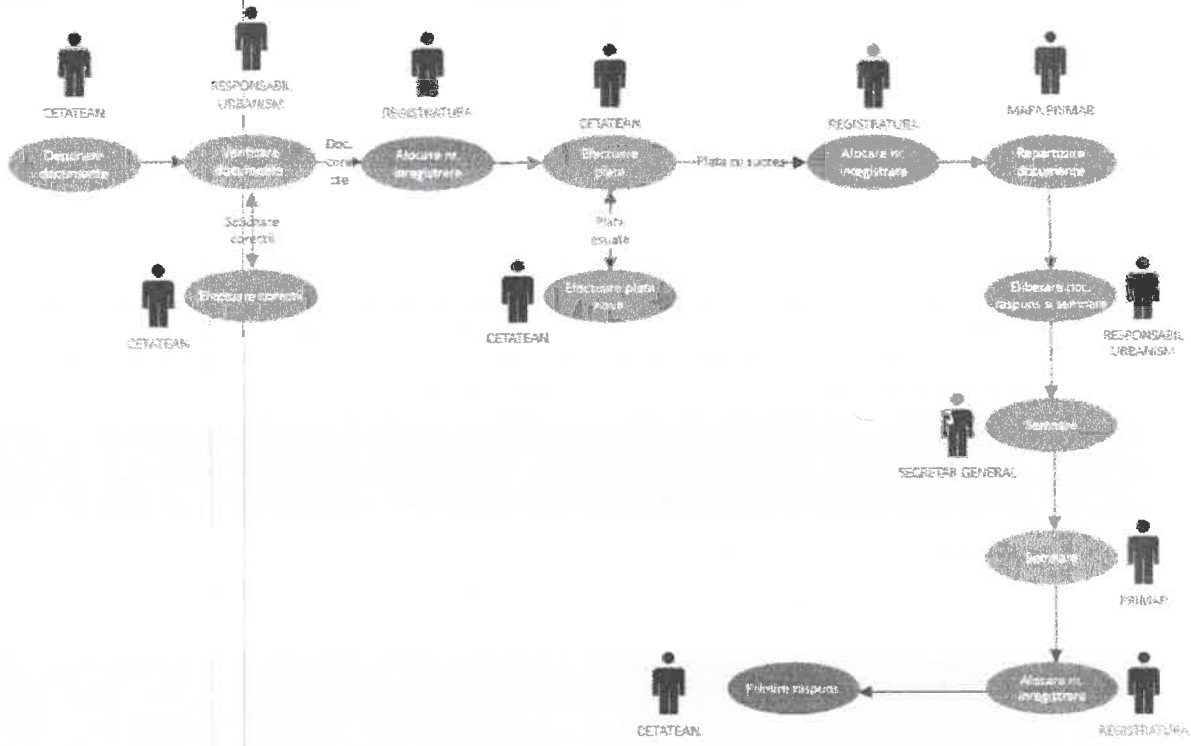 CETATEAN
RESPONSABIL
URBANISM
REGISTRATURA
CETATEAN
REGISTRATURA
MAPA PRIMAR
Depunere
documente
Verificare
documente
Doc.
corec
cte
Alocare nr.
inregistrare
Efectuare
plata
Plata cu succes
Alocare nr.
inregistrare
Repartizare
documente
Solicitare
corectii
Plata
esuata
CETATEAN
Efectuare corectii
CETATEAN
Efectuare plata
noua
Eliberare doc.
raspuns si semnare
RESPONSABIL
URBANISM
SECRETAR GENERAL
Semnare
Semnare
PRIMAR
CETATEAN
Primire raspuns
Alocare nr.
inregistrare
REGISTRATURA